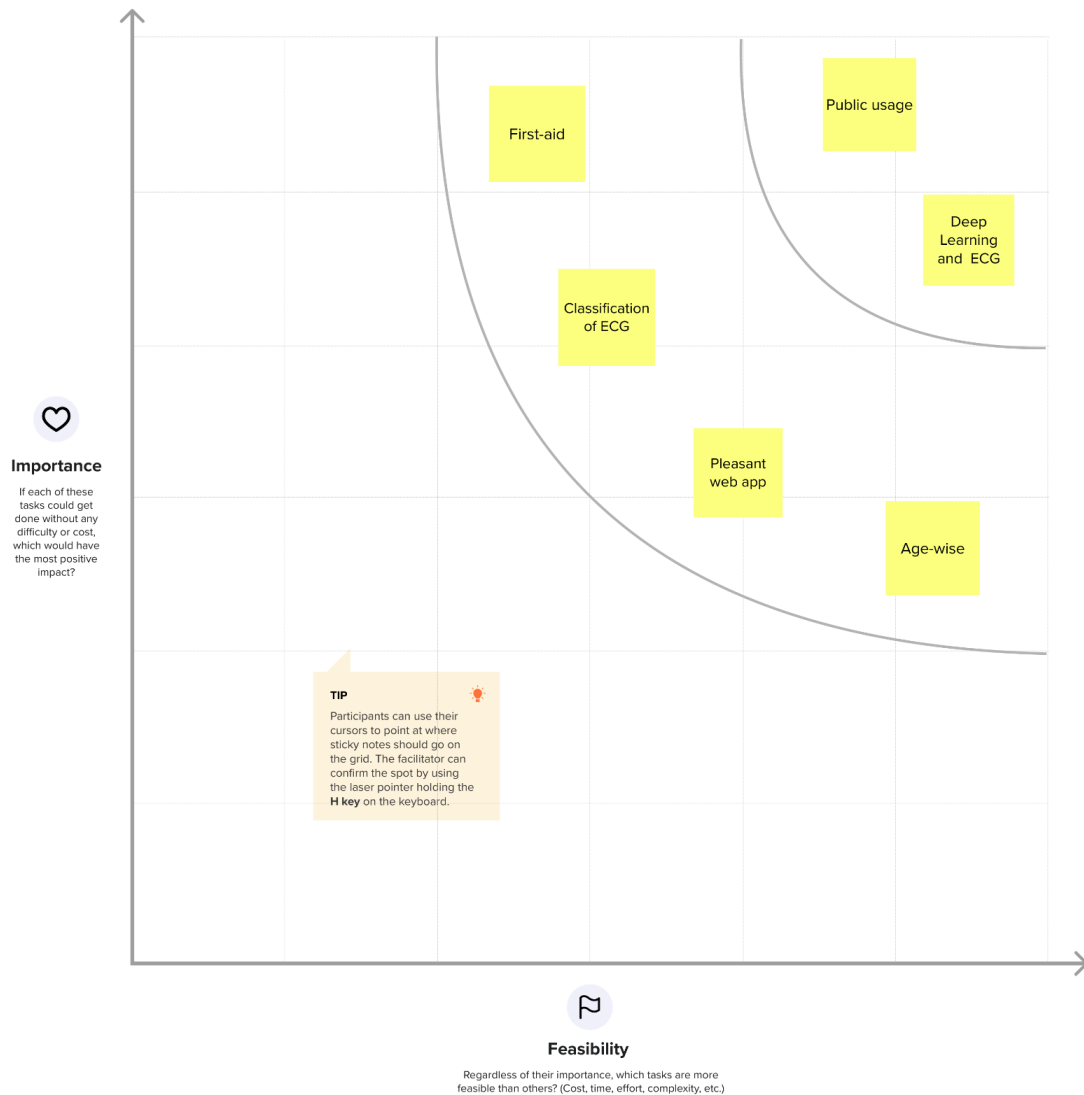 Public usage
First-aid
Deep
Learning
and ECG
Classification
of ECG
Importance
If each of these
tasks could get
done without any
difficulty or cost,
which would have
the most positive
impact?
Pleasant
web app
Age-wise
TIP
Participants can use their
cursors to point at where
sticky notes should go on
the grid. The facilitator can
confirm the spot by using
the laser pointer holding the
H key on the keyboard.
Feasibility
Regardless of their importance, which tasks are more
feasible than others? (Cost, time, effort, complexity, etc.)